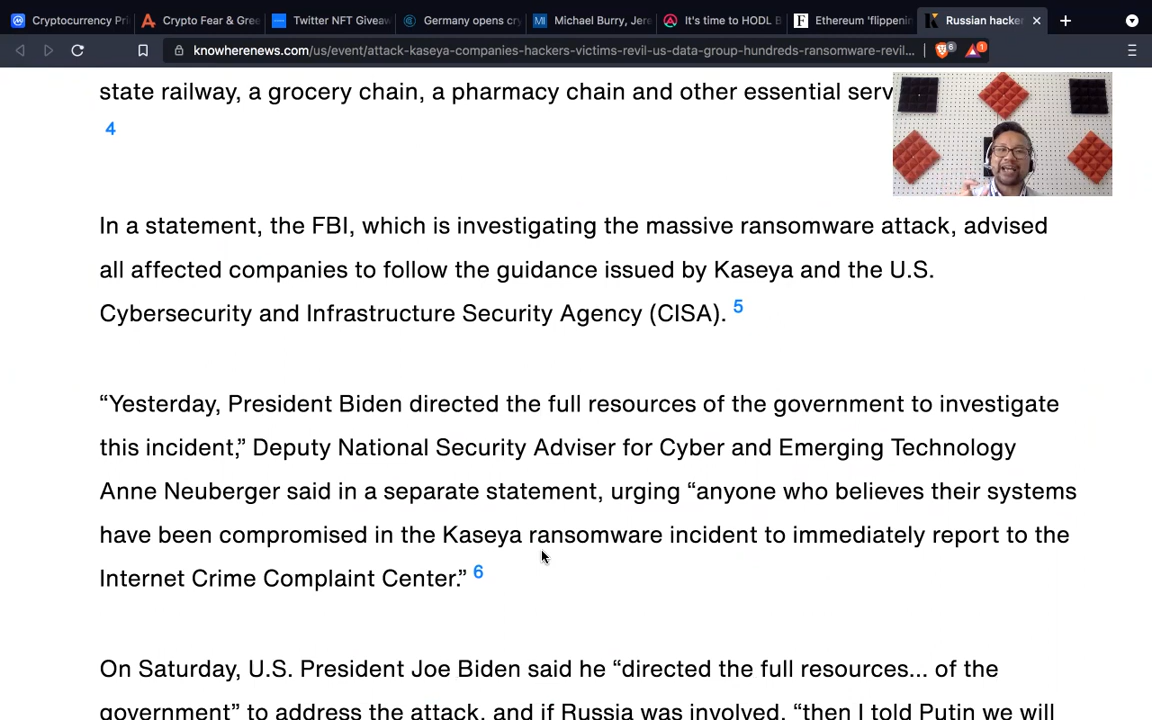 Cryptocurrency Pri
Crypto Fear & Gre
Twitter NFT Giveaw
Germany opens cry
Michael Burry, Jere
It's time to HODL B
Ethereum 'flippenin
Russian hacker
knowherenews.com/us/event/attack-kaseya-companies-hackers-victims-revil-us-data-group-hundreds-ransomware-revil...
6
1
state railway, a grocery chain, a pharmacy chain and other essential serv
4
In a statement, the FBI, which is investigating the massive ransomware attack, advised
all affected companies to follow the guidance issued by Kaseya and the U.S.
Cybersecurity and Infrastructure Security Agency (CISA). 5
“Yesterday, President Biden directed the full resources of the government to investigate
this incident,” Deputy National Security Adviser for Cyber and Emerging Technology
Anne Neuberger said in a separate statement, urging “anyone who believes their systems
have been compromised in the Kaseya ransomware incident to immediately report to the
Internet Crime Complaint Center.” 6
On Saturday, U.S. President Joe Biden said he “directed the full resources... of the
government” to address the attack, and if Russia was involved, “then I told Putin we will